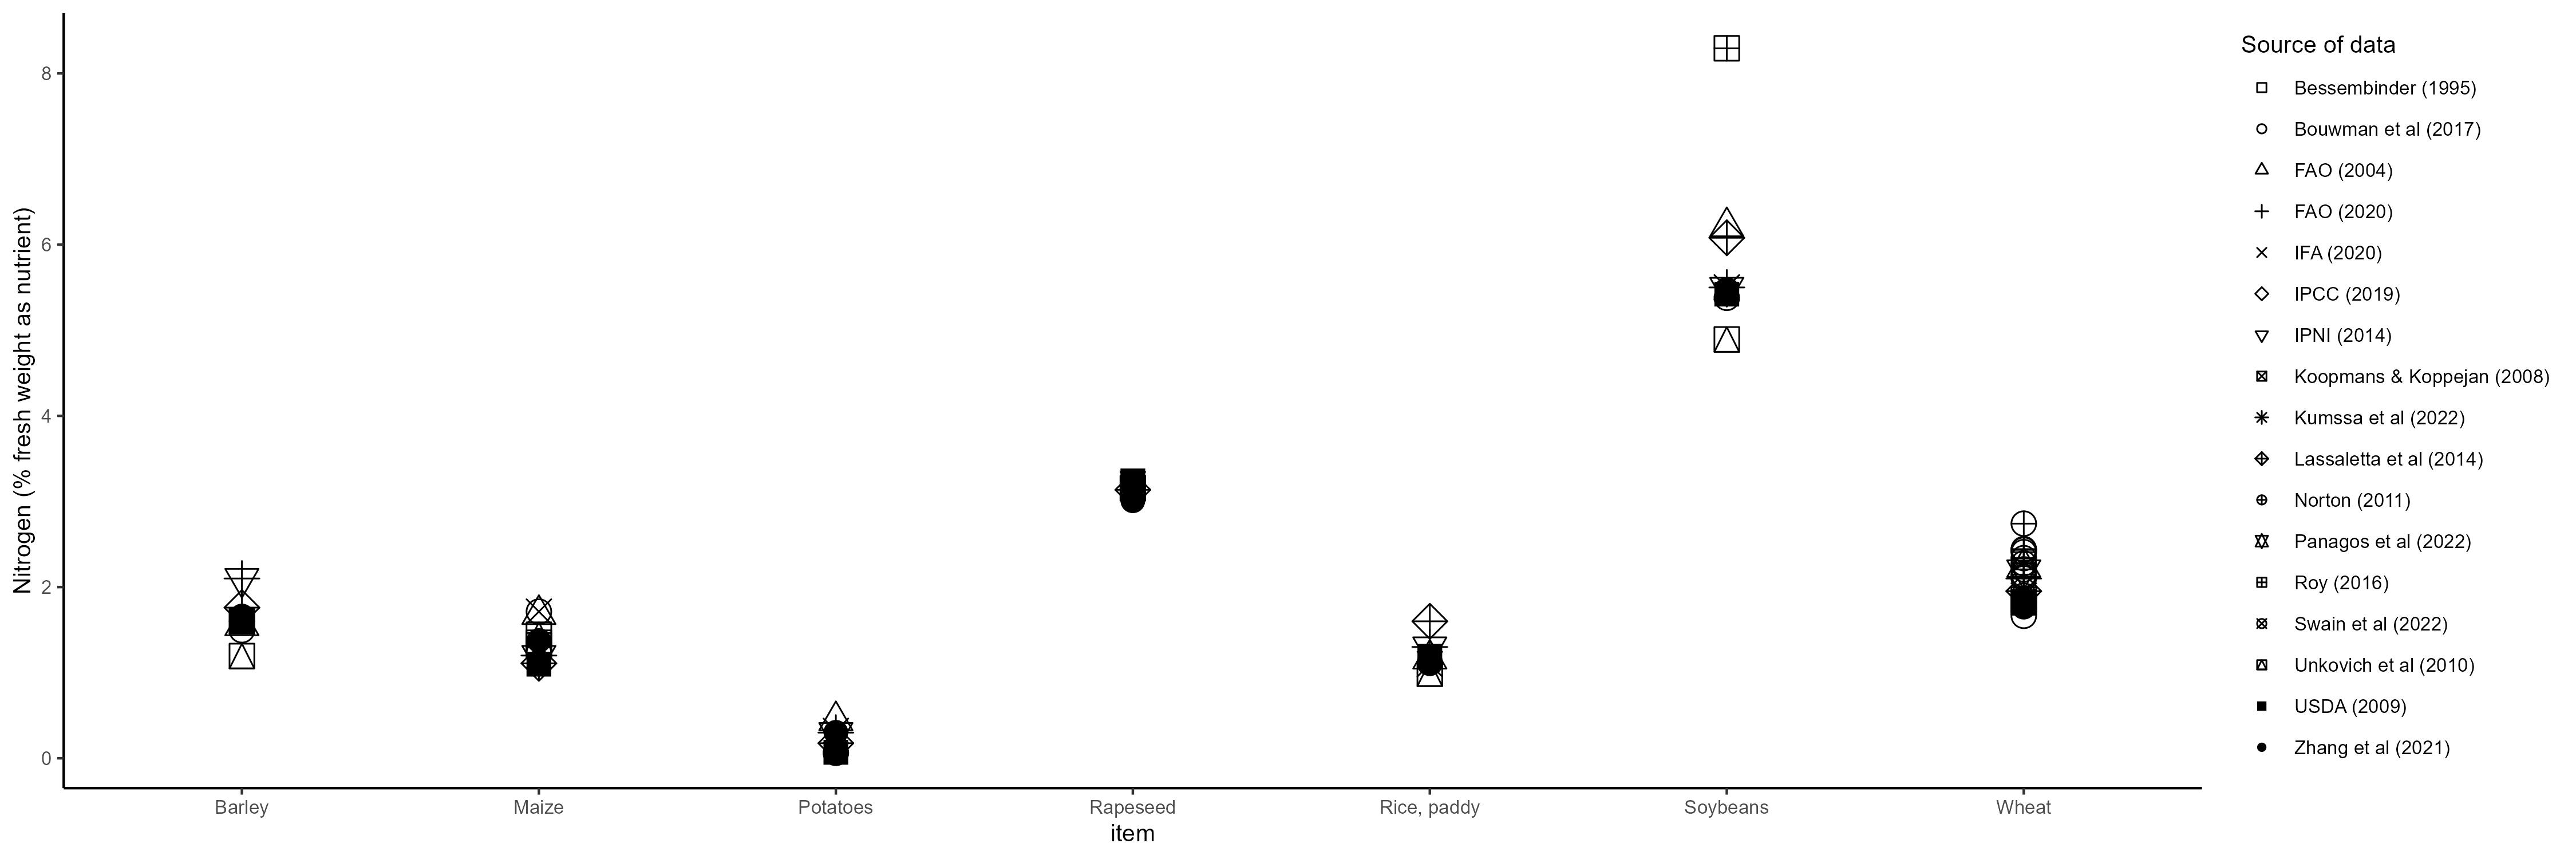 Nitrogen (% fresh weight as nutrient)
8
6
4
2
0
Barley
Maize
Potatoes
Rapeseed
Rice, paddy
Soybeans
Wheat
item
Source of data
Bessembinder (1995)
Bouwman et al (2017)
FAO (2004)
FAO (2020)
IFA (2020)
IPCC (2019)
IPNI (2014)
Koopmans & Koppejan (2008)
Kumssa et al (2022)
Lassaletta et al (2014)
Norton (2011)
Panagos et al (2022)
Roy (2016)
Swain et al (2022)
Unkovich et al (2010)
USDA (2009)
Zhang et al (2021)